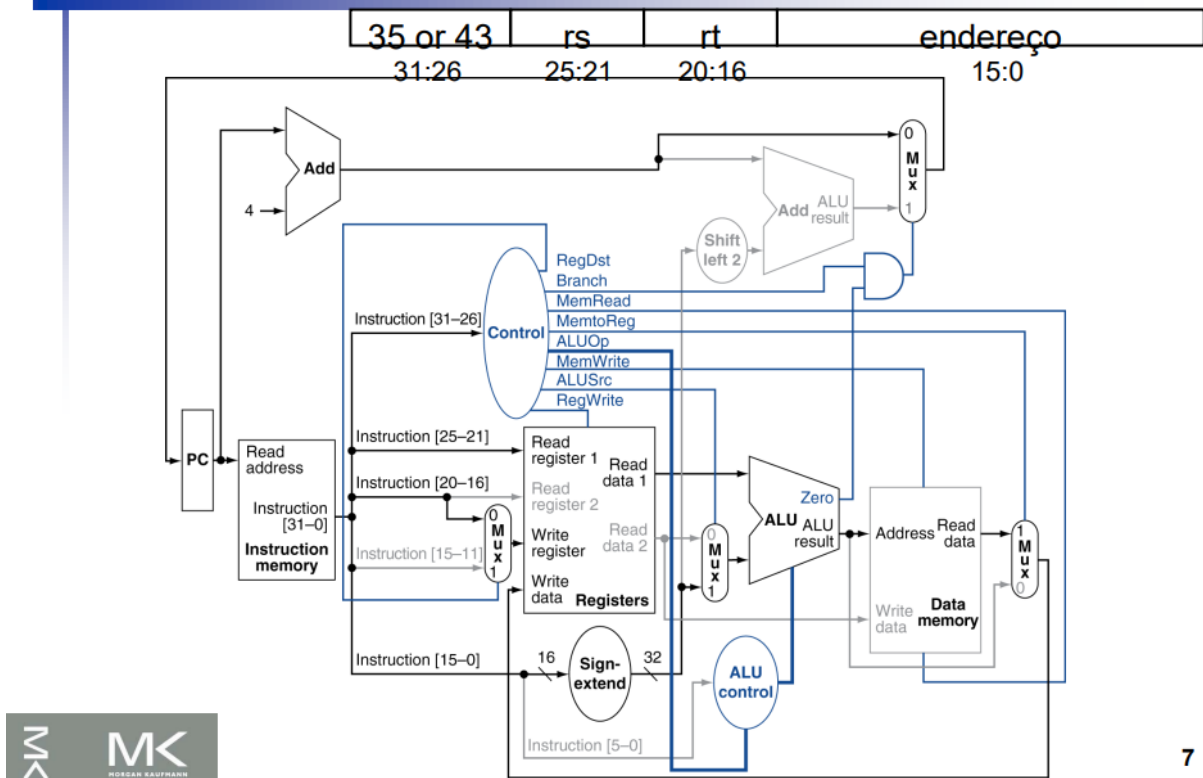 35 or 43 rs rt endereço
31:26 25:21 20:16 15:0
Add
4
0
Mux
1
Add ALU result
Shift left 2
RegDst
Branch
MemRead
MemtoReg
ALUOp
MemWrite
ALUSrc
RegWrite
Instruction [31–26]
Control
PC
Read address
Instruction [31–0]
Instruction memory
Instruction [25–21]
Instruction [20–16]
Instruction [15–11]
0
Mux
1
Read register 1
Read register 2
Write register
Write data
Read data 1
Read data 2
Registers
0
Mux
1
Zero
ALU
ALU result
Address
Read data
Write data
Data memory
1
Mux
0
Instruction [15–0]
16
Sign-extend
32
ALU control
Instruction [5–0]
MK
MK
MORGAN KAUFMANN
7